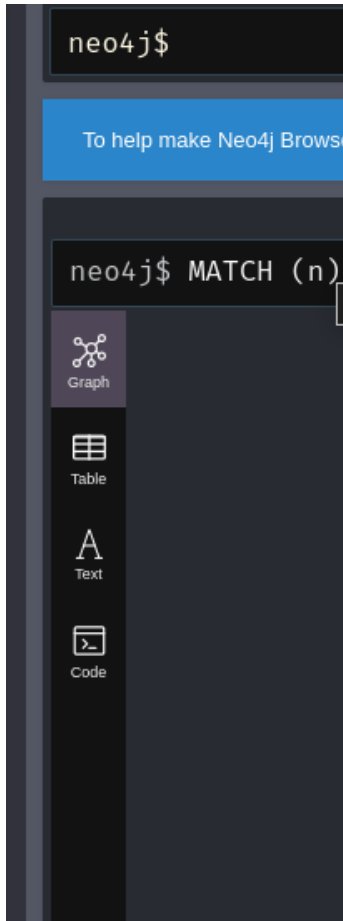 neo4j$
To help make Neo4j Brows
neo4j$ MATCH (n)
Graph
Table
A
Text
Code